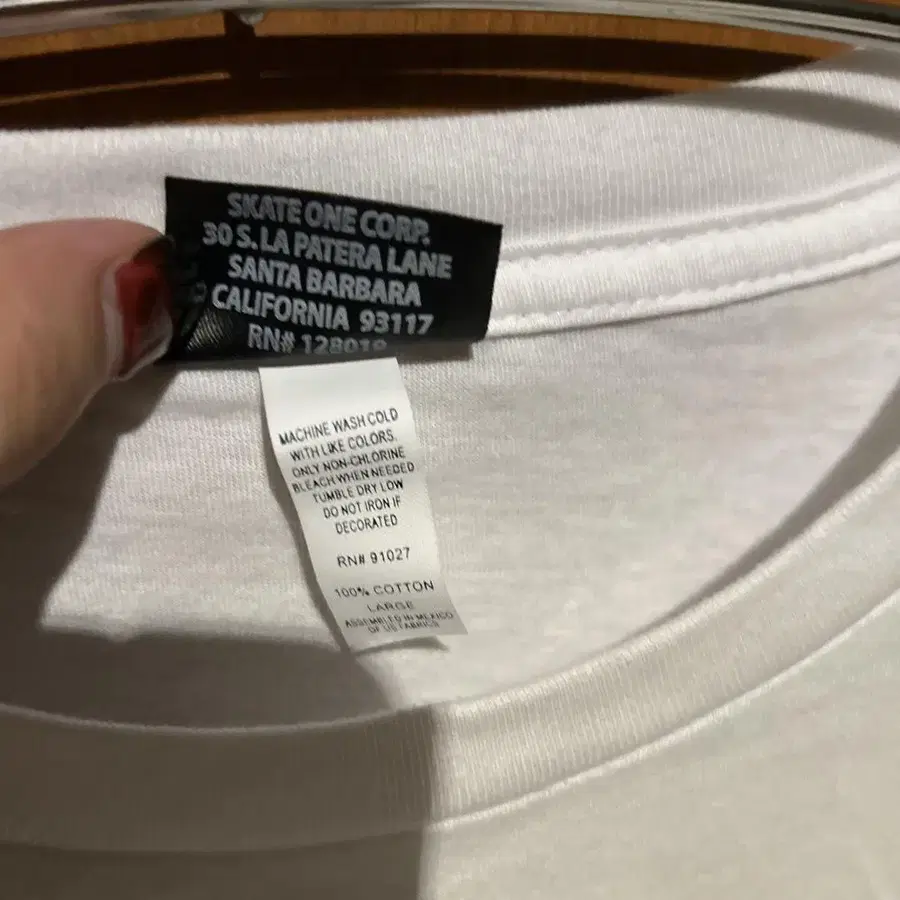 SKATE ONE CORP.
30 S. LA PATERA LANE
SANTA BARBARA
CALIFORNIA 93117
RN# 128018
MACHINE WASH COLD
WITH LIKE COLORS.
ONLY NON-CHLORINE
BLEACH WHEN NEEDED
TUMBLE DRY LOW
DO NOT IRON IF
DECORATED
RN# 91027
100% COTTON
LARGE
ASSEMBLED IN MEXICO
OF US FABRICS